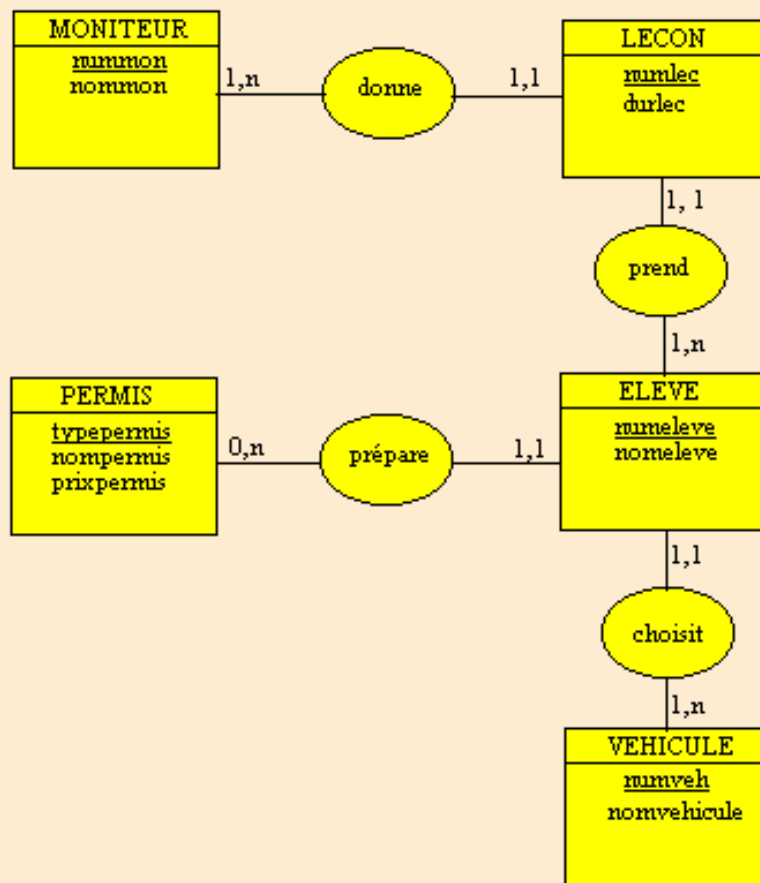 MONITEUR
nummon
nommon
1,n
donne
1,1
LECON
numlec
durlec
1, 1
prend
1,n
PERMIS
typepermis
nompermis
prixpermis
0,n
prépare
1,1
ELEVE
numeleve
nomeleve
1,1
choisit
1,n
VEHICULE
numveh
nomvehicule